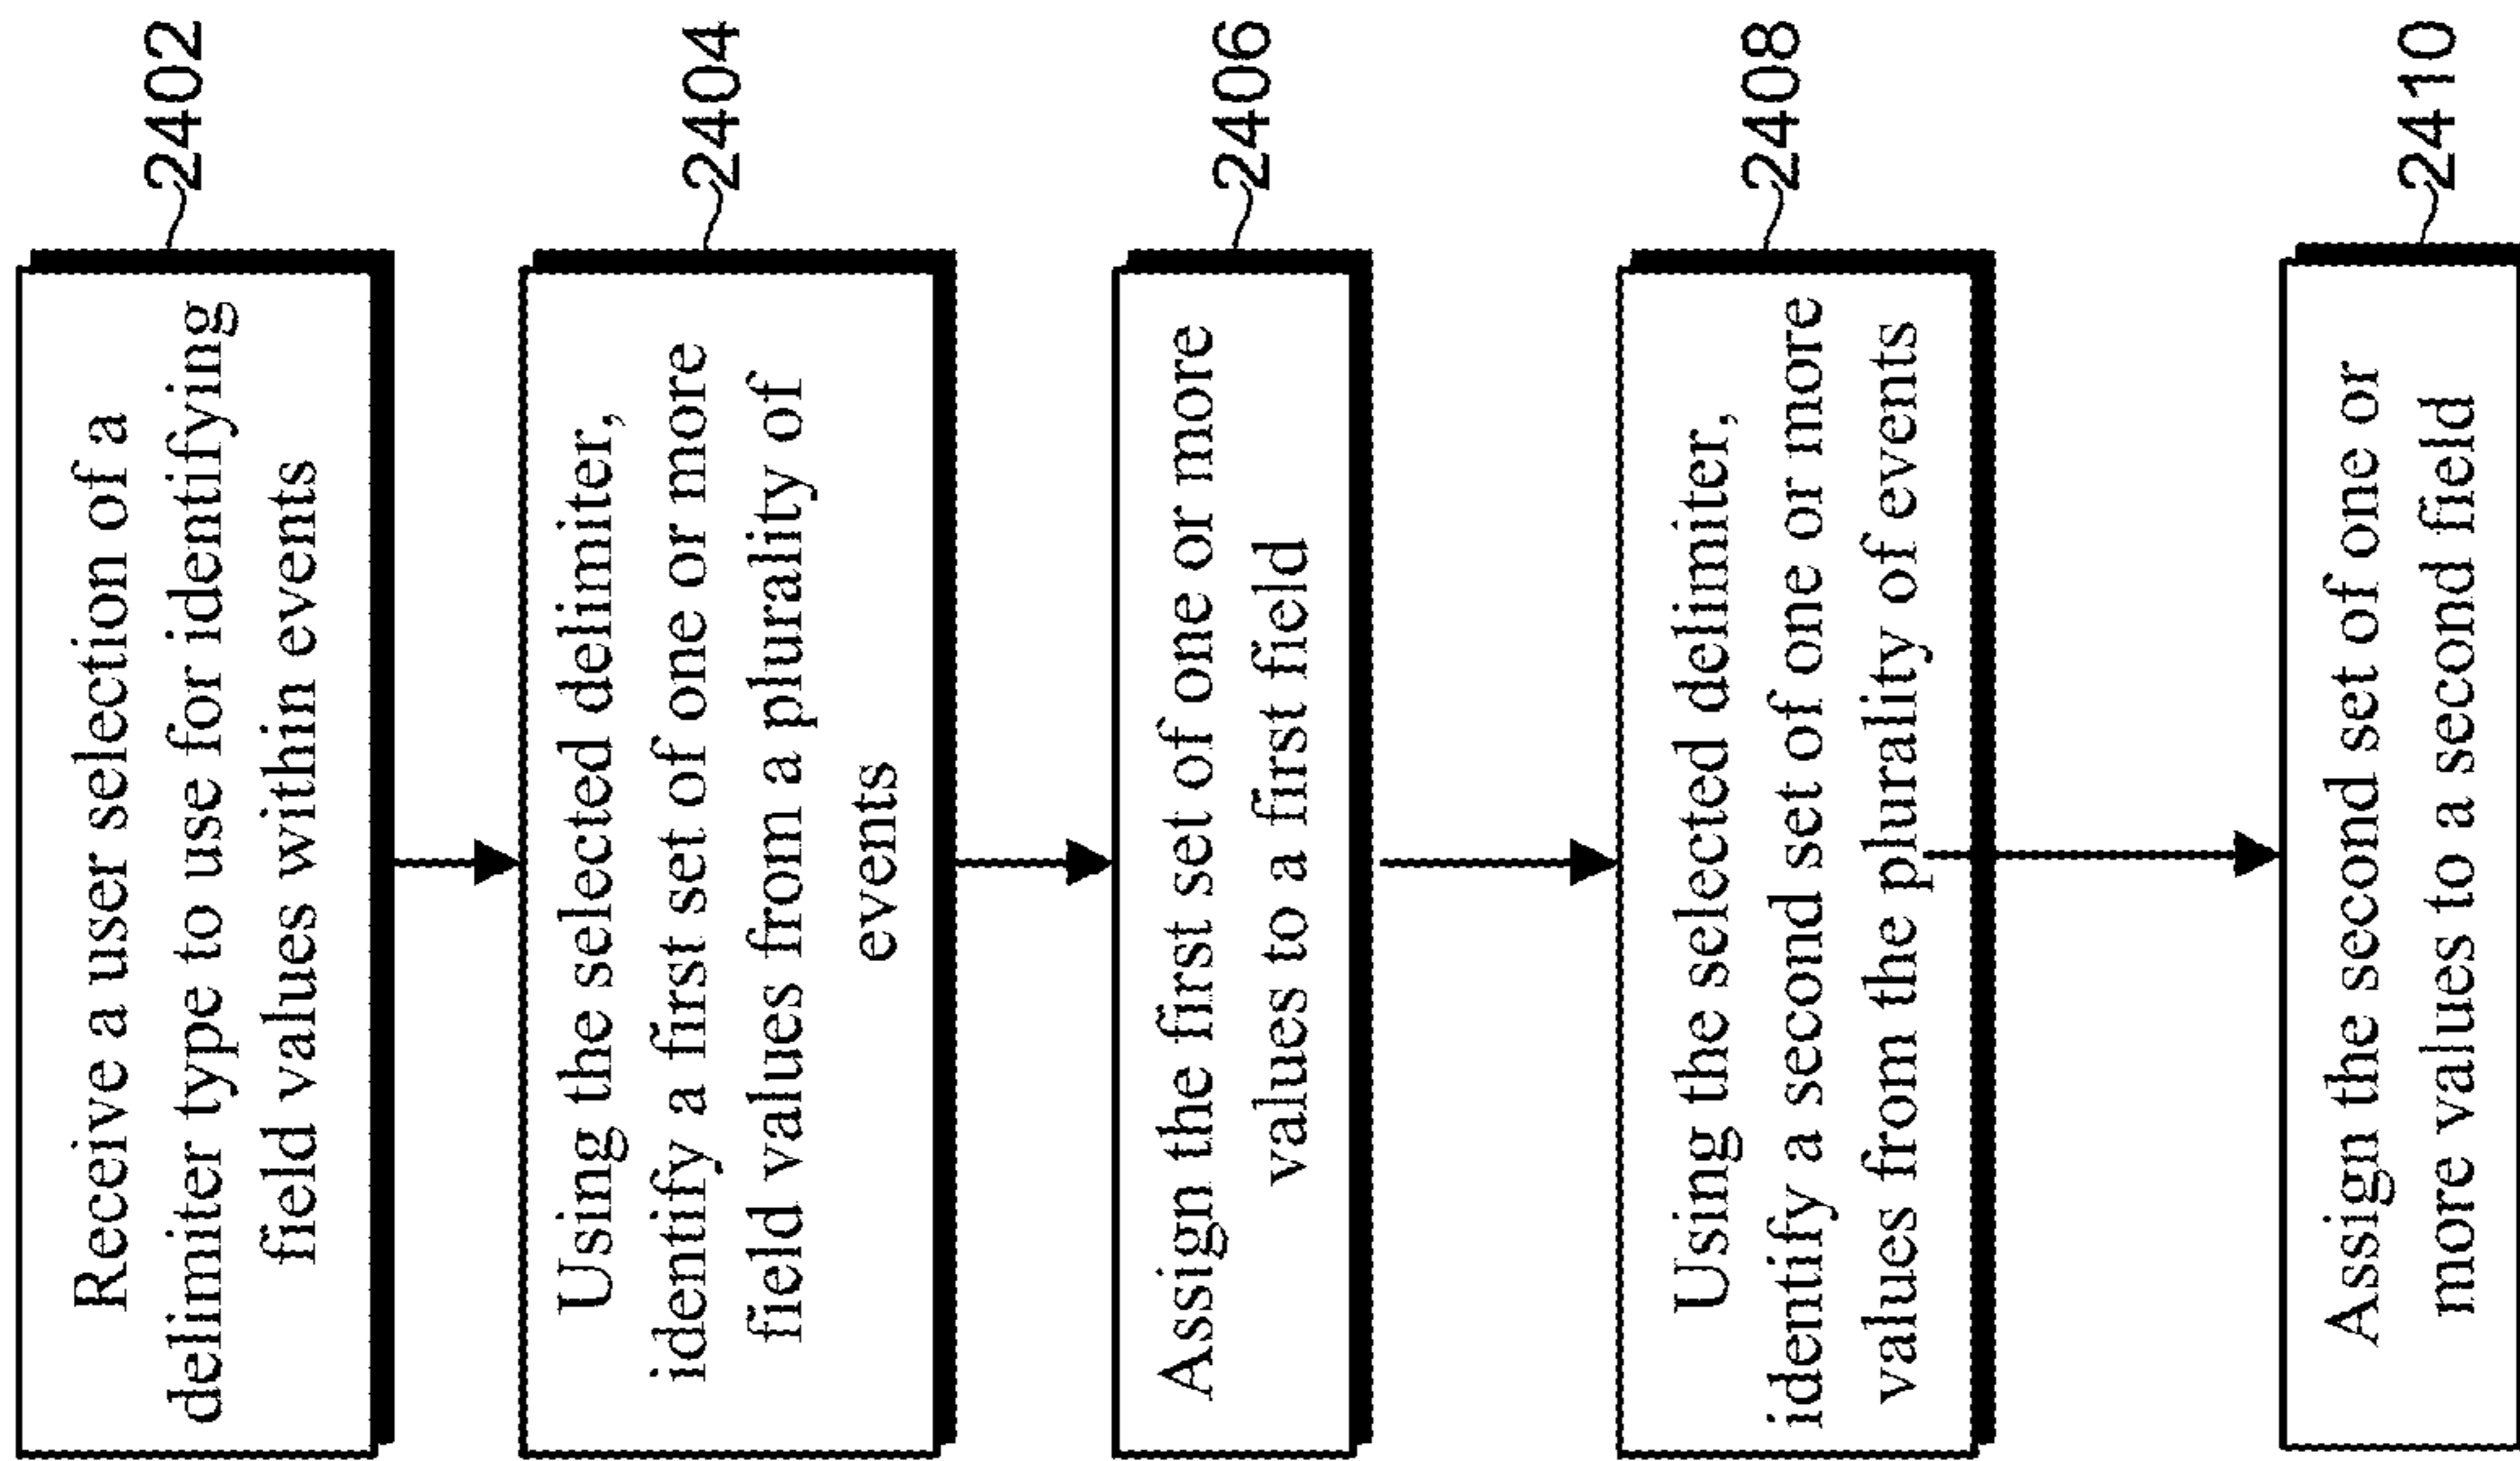 Receive a user selection of a
delimiter type to use for identifying
field values within events
2402
Using the selected delimiter,
identify a first set of one or more
field values from a plurality of
events
2404
Assign the first set of one or more
values to a first field
2406
Using the selected delimiter,
identify a second set of one or more
values from the plurality of events
2408
Assign the second set of one or
more values to a second field
2410